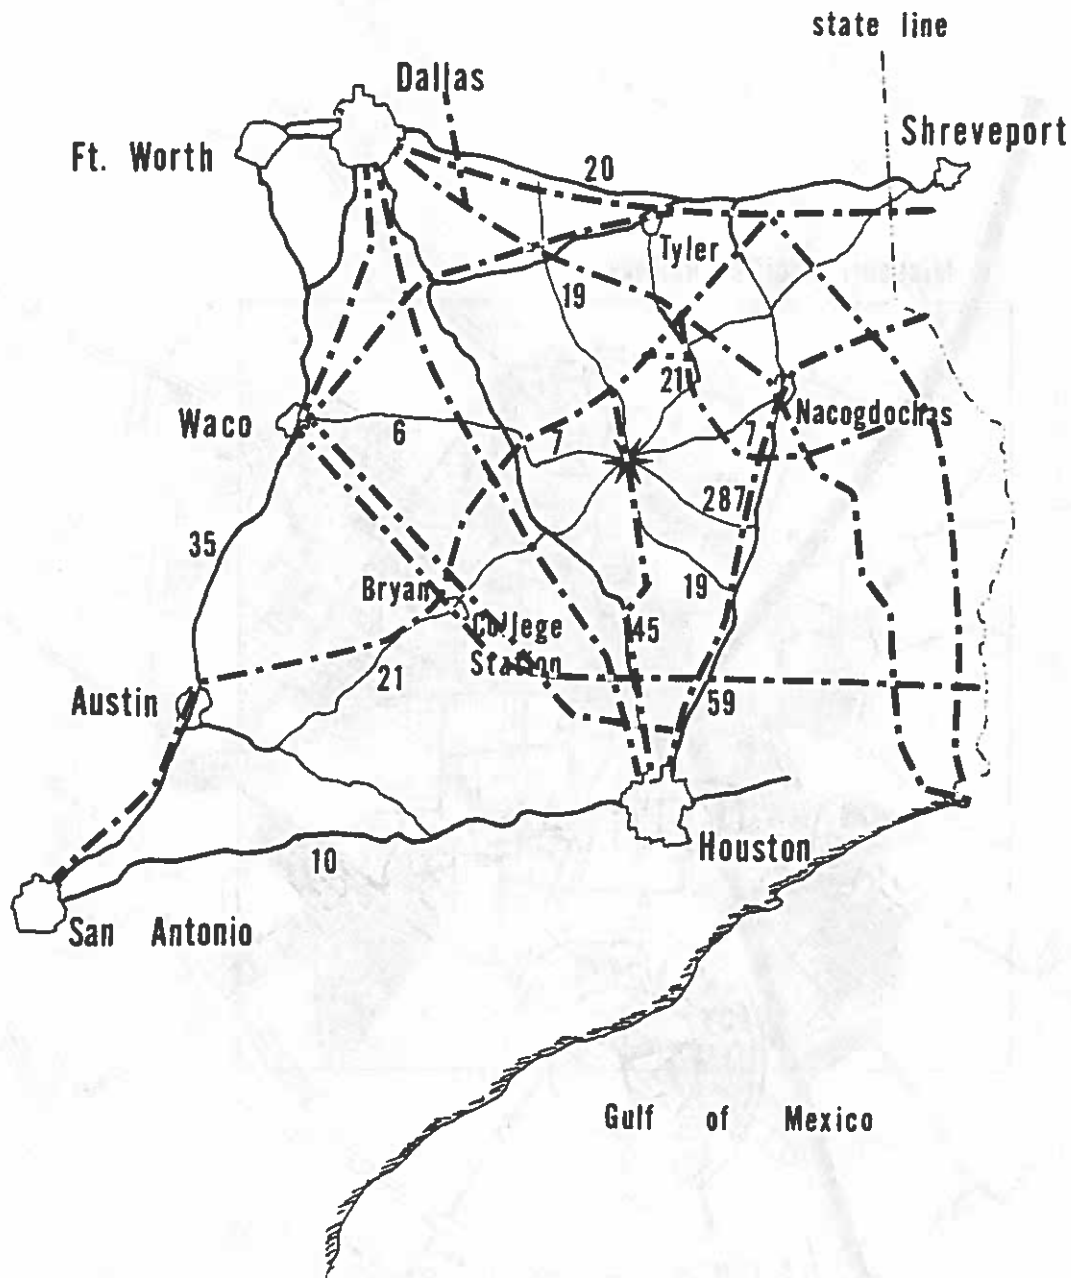 state line
Dallas
Shreveport
Ft. Worth
20
Tyler
19
21
Nacogdochas
Waco
6
7
7
287
35
19
Bryan
College
Station
45
21
59
Austin
Houston
10
San Antonio
Gulf of Mexico